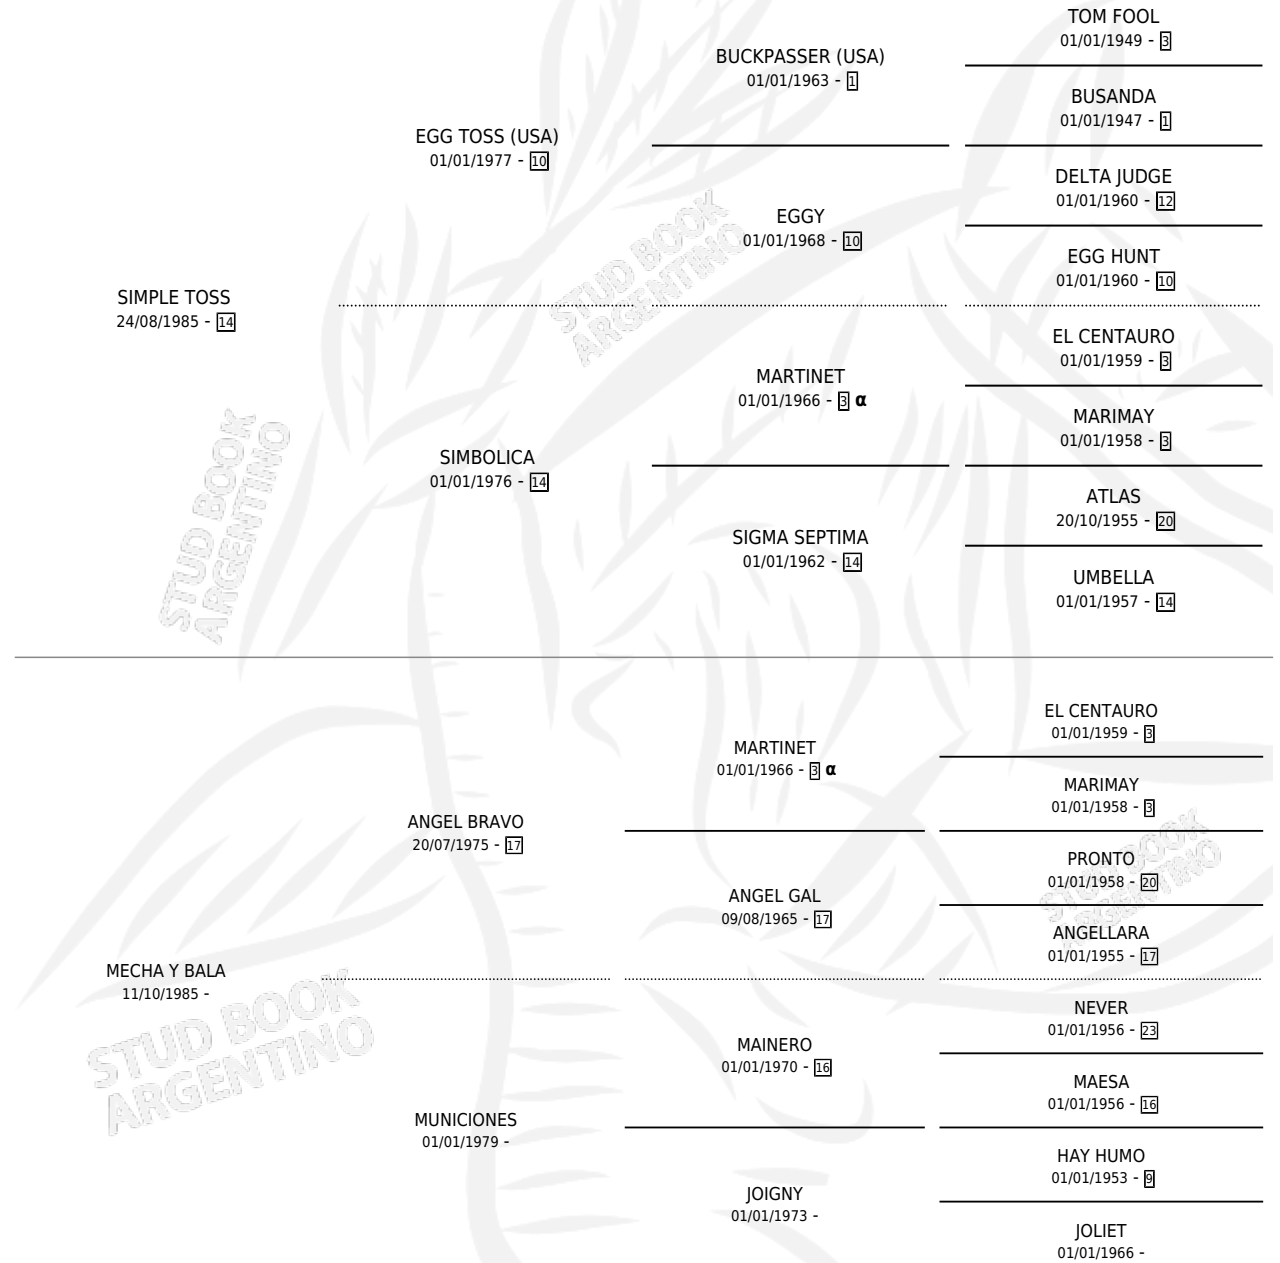 TOM FOOL
01/01/1949 - 3
BUCKPASSER (USA)
01/01/1963 - 1
BUSANDA
01/01/1947 - 1
EGG TOSS (USA)
01/01/1977 - 10
DELTA JUDGE
01/01/1960 - 12
EGGY
01/01/1968 - 10
EGG HUNT
01/01/1960 - 10
STUD BOOK
ARGENTINO
SIMPLE TOSS
24/08/1985 - 14
EL CENTAURO
01/01/1959 - 3
MARTINET
01/01/1966 - 3 α
MARIMAY
01/01/1958 - 3
SIMBOLICA
01/01/1976 - 14
ATLAS
20/10/1955 - 20
SIGMA SEPTIMA
01/01/1962 - 14
UMBELLA
01/01/1957 - 14
STUD BOOK
ARGENTINO
EL CENTAURO
01/01/1959 - 3
MARTINET
01/01/1966 - 3 α
MARIMAY
01/01/1958 - 3
ANGEL BRAVO
20/07/1975 - 17
PRONTO
01/01/1958 - 20
ANGEL GAL
09/08/1965 - 17
ANGELLARA
01/01/1955 - 17
STUD BOOK
ARGENTINO
MECHA Y BALA
11/10/1985 -
NEVER
01/01/1956 - 23
MAINERO
01/01/1970 - 16
MAESA
01/01/1956 - 16
STUD BOOK
ARGENTINO
MUNICIONES
01/01/1979 -
HAY HUMO
01/01/1953 - 9
JOIGNY
01/01/1973 -
JOLIET
01/01/1966 -